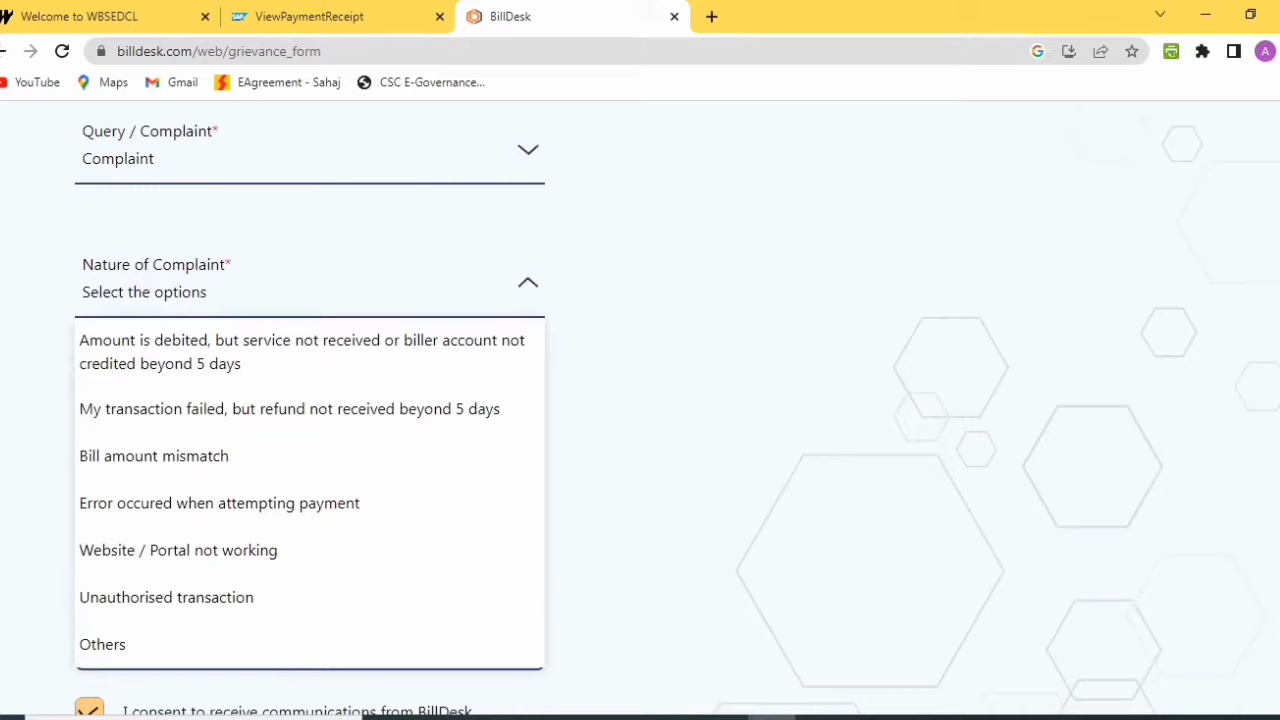 Welcome to WBSEDCL
ViewPaymentReceipt
BillDesk
billdesk.com/web/grievance_form
A
YouTube
Maps
Gmail
EAgreement - Sahaj
CSC E-Governance...
Query / Complaint*
Complaint
Nature of Complaint*
Select the options
Amount is debited, but service not received or biller account not
credited beyond 5 days
My transaction failed, but refund not received beyond 5 days
Bill amount mismatch
Error occured when attempting payment
Website / Portal not working
Unauthorised transaction
Others
I consent to receive communications from BillDesk